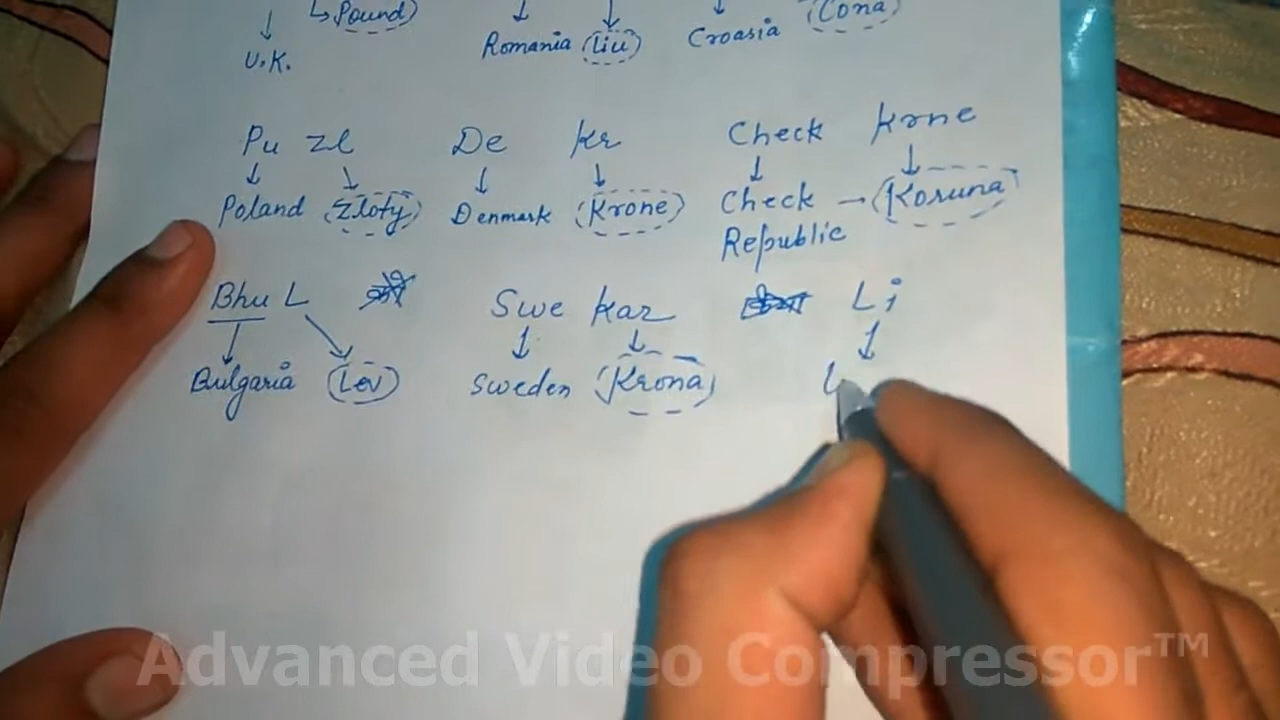 Pound
U.K.
Romania Liu
Croasia Cona
Pu zl De kr Check krne
Poland Zloty Denmark Krone Check Koruna
Republic
Bhu L Swe kar Li
Bulgaria Lev Sweden Krona
Advanced Video Compressor™